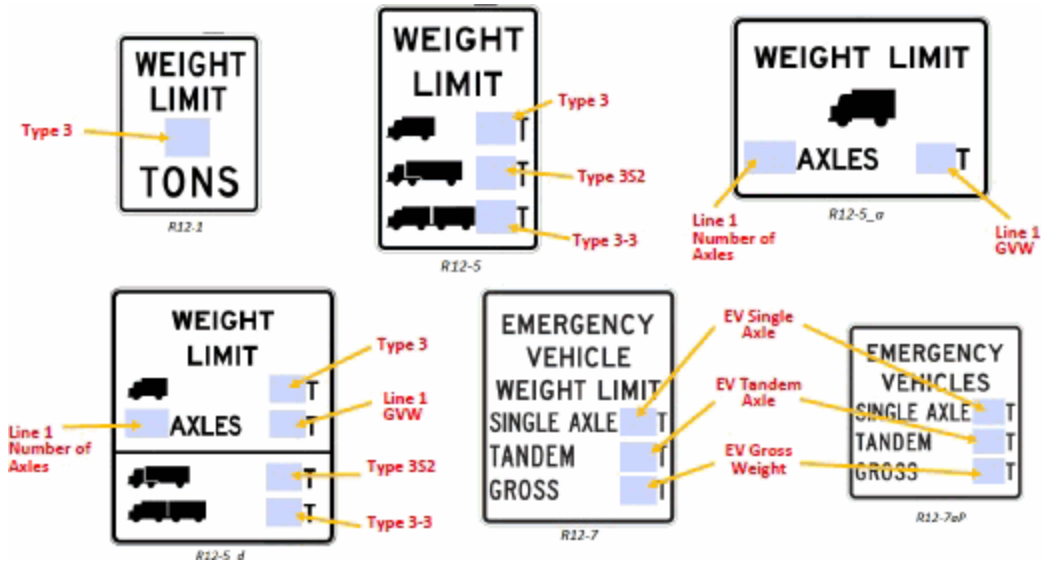 WEIGHT
LIMIT
TONS
Type 3
R12-1
WEIGHT
LIMIT
T
T
T
Type 3
Type 3S2
Type 3-3
R12-5
WEIGHT LIMIT
AXLES T
Line 1
Number of
Axles
Line 1
GVW
R12-5_a
WEIGHT
LIMIT
T
AXLES T
T
T
Type 3
Line 1
GVW
Line 1
Number of
Axles
Type 3S2
Type 3-3
R12-5_d
EMERGENCY
VEHICLE
WEIGHT LIMIT
SINGLE AXLE T
TANDEM T
GROSS T
R12-7
EV Single
Axle
EV Tandem
Axle
EV Gross
Weight
EMERGENCY
VEHICLES
SINGLE AXLE T
TANDEM T
GROSS T
R12-7aP